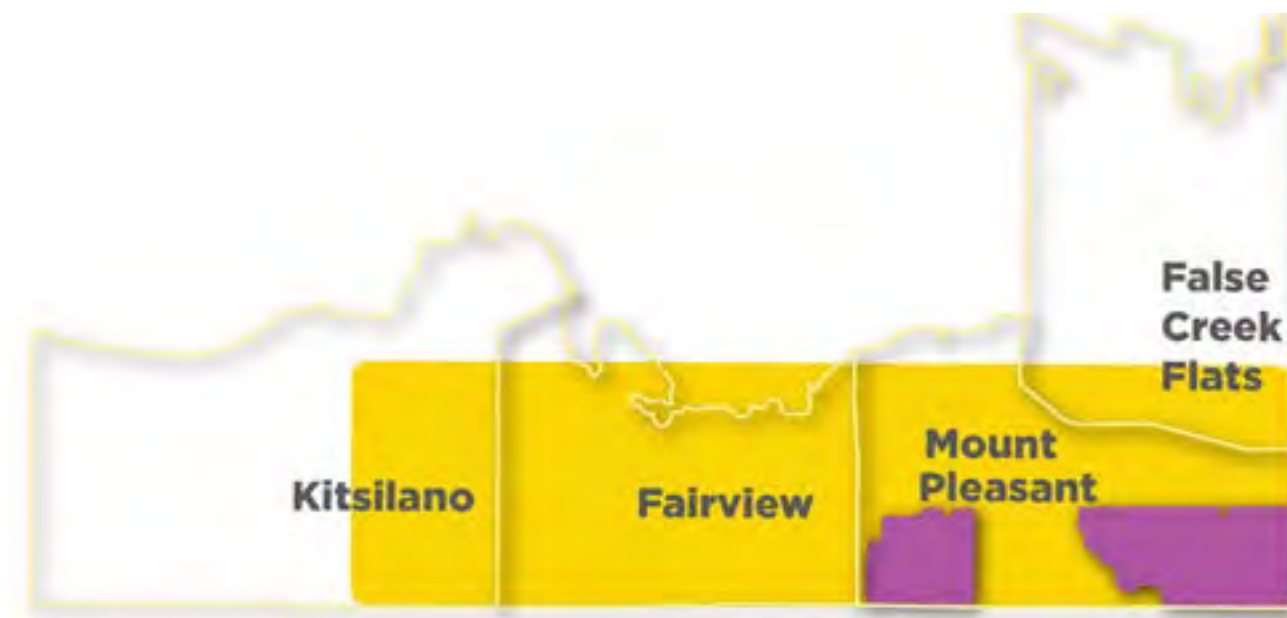 False
Creek
Flats
Mount
Pleasant
Kitsilano
Fairview